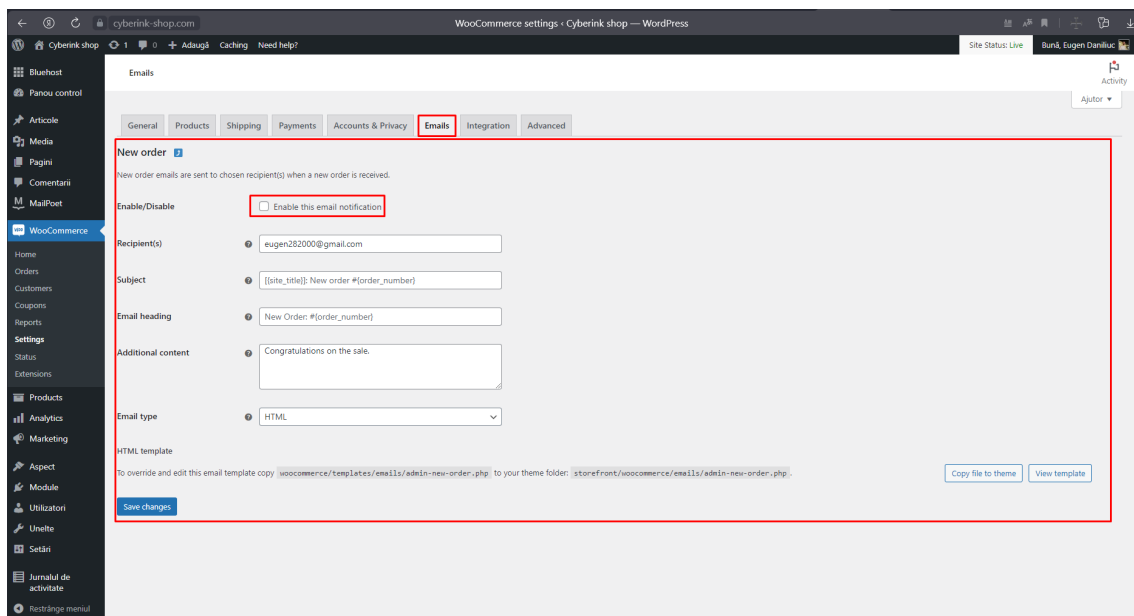 cyberink-shop.com
WooCommerce settings ‹ Cyberink shop — WordPress
Cyberink shop 1 0 + Adaugă Caching Need help?
Site Status: Live
Bună, Eugen Daniliuc
Bluehost
Panou control
Articole
Media
Pagini
Comentarii
MailPoet
WooCommerce
Home
Orders
Customers
Coupons
Reports
Settings
Status
Extensions
Products
Analytics
Marketing
Aspect
Module
Utilizatori
Unelte
Setări
Jurnalul de
activitate
Restrânge meniul
Emails
Activity
Ajutor
General Products Shipping Payments Accounts & Privacy Emails Integration Advanced
New order
New order emails are sent to chosen recipient(s) when a new order is received.
Enable/Disable Enable this email notification
Recipient(s) eugen282000@gmail.com
Subject [{site_title}]: New order #{order_number}
Email heading New Order: #{order_number}
Additional content Congratulations on the sale.
Email type HTML
HTML template
To override and edit this email template copy woocommerce/templates/emails/admin-new-order.php to your theme folder: storefront/woocommerce/emails/admin-new-order.php .
Copy file to theme View template
Save changes